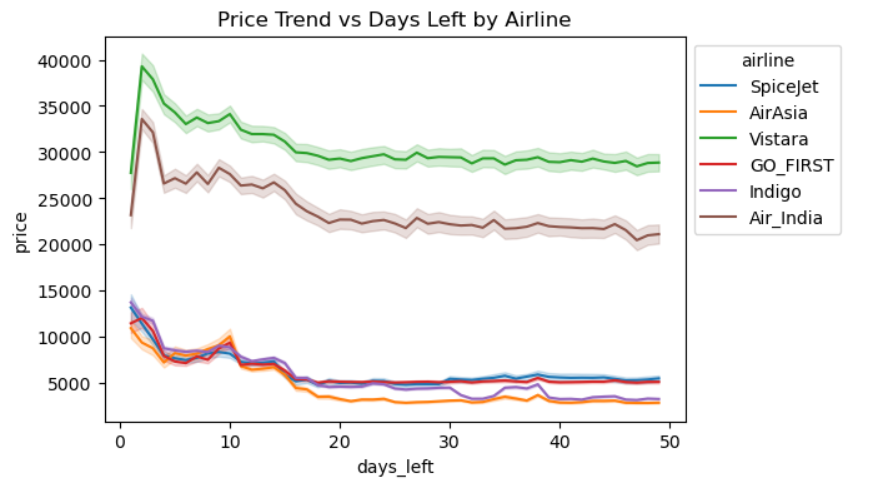 Price Trend vs Days Left by Airline
40000
35000
30000
25000
20000
15000
10000
5000
price
0 10 20 30 40 50
days_left
airline
SpiceJet
AirAsia
Vistara
GO_FIRST
Indigo
Air_India